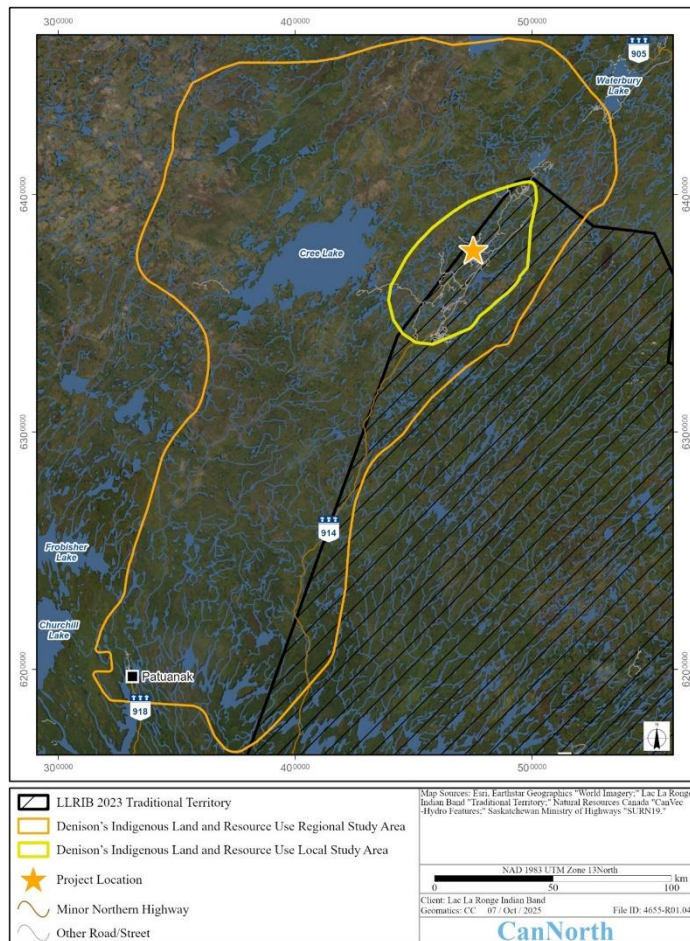 300000 400000 500000
905
Waterbury
Lake
6400000 6400000
Cree Lake
6300000 6300000
914
Frobisher
Lake
Churchill
Lake
6200000 6200000
Patuanak
918
N
LLRIB 2023 Traditional Territory
Denison's Indigenous Land and Resource Use Regional Study Area
Denison's Indigenous Land and Resource Use Local Study Area
Project Location
Minor Northern Highway
Other Road/Street
Map Sources: Esri, Earthstar Geographics "World Imagery;" Lac La Ronge
Indian Band "Traditional Territory;" Natural Resources Canada "CanVec
-Hydro Features;" Saskatchewan Ministry of Highways "SURN19."
NAD 1983 UTM Zone 13North
km
0 50 100
Client: Lac La Ronge Indian Band
Geomatics: CC 07 / Oct / 2025 File ID: 4655-R01.04
CanNorth